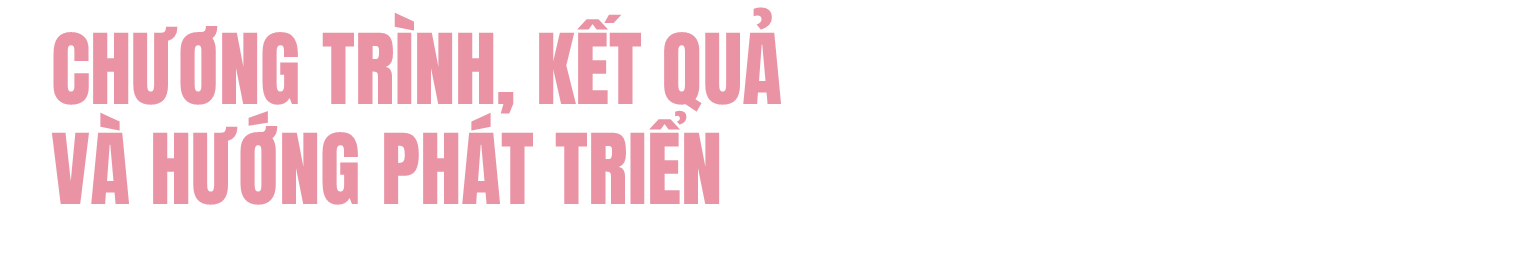 CHƯƠNG TRÌNH, KẾT QUẢ
VÀ HƯỚNG PHÁT TRIỂN